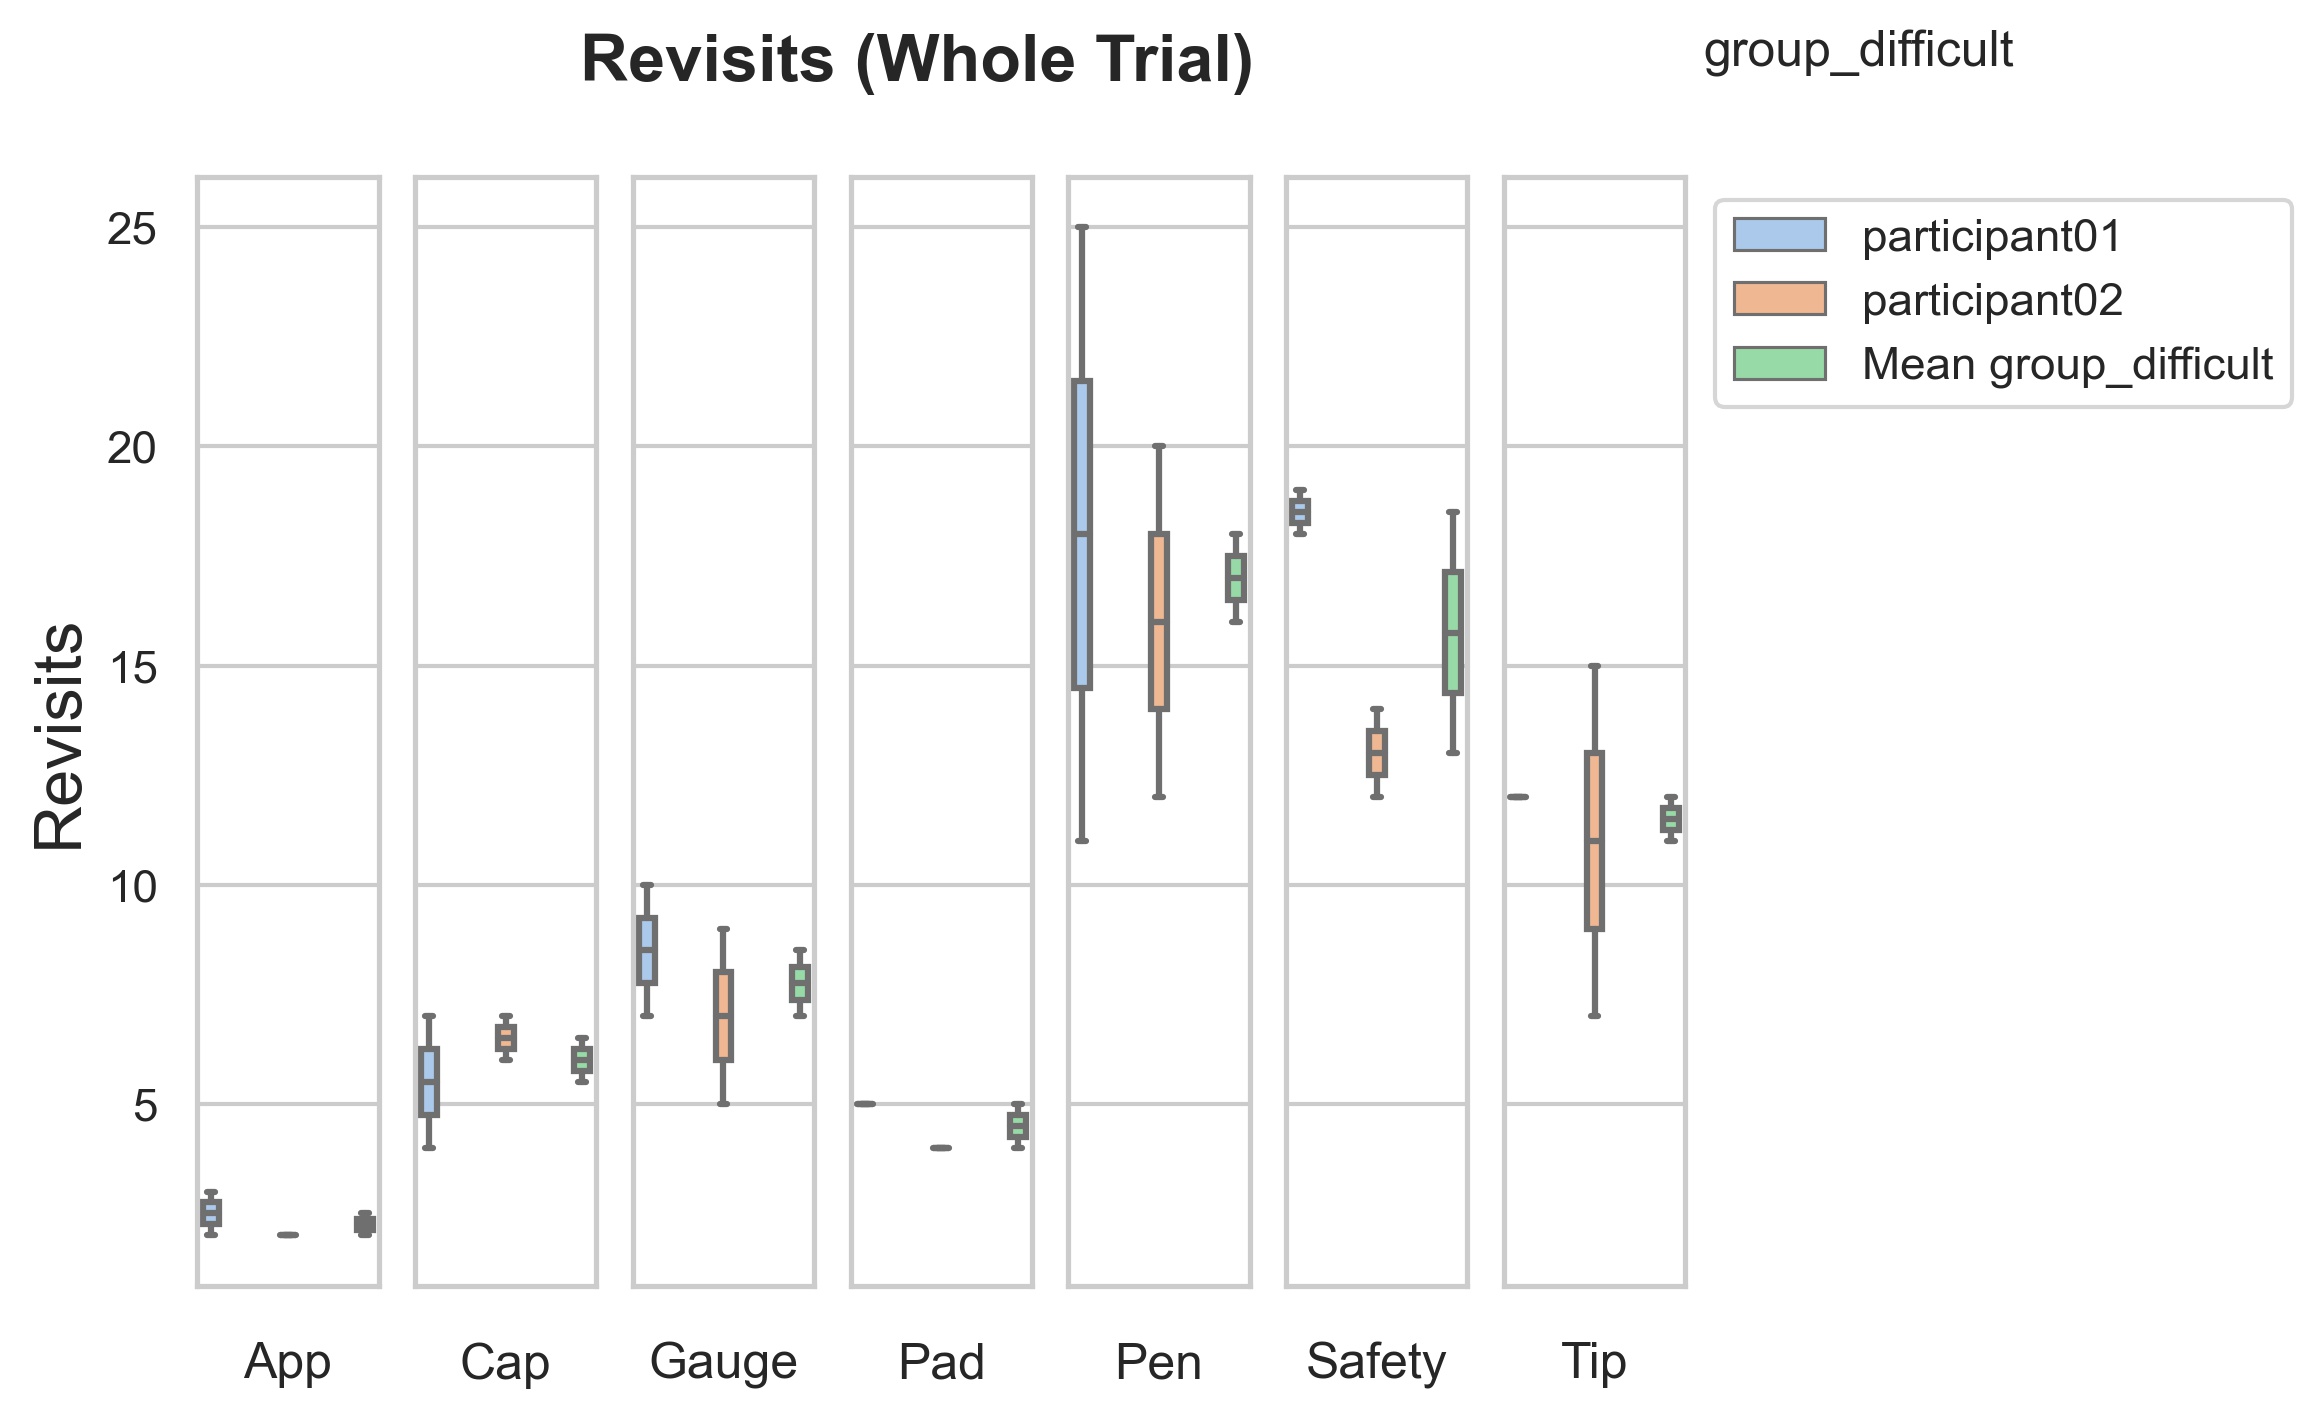 Revisits (Whole Trial)
group_difficult
participant01
participant02
Mean group_difficult
Revisits
25
20
15
10
5
App
Cap
Gauge
Pad
Pen
Safety
Tip